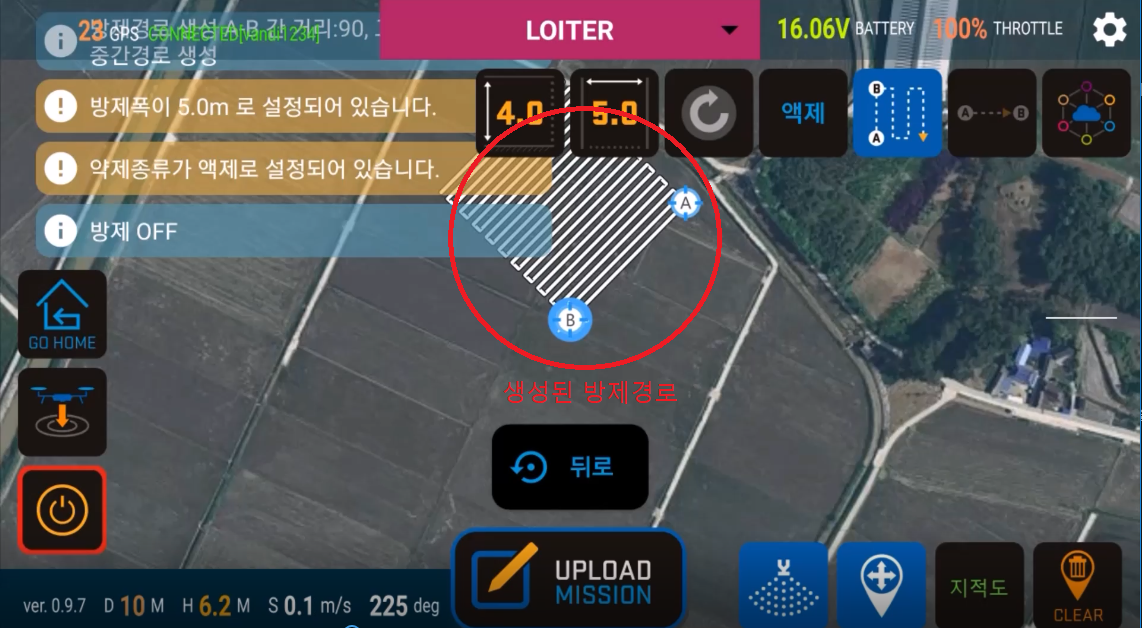 방제경로 생성 A-B 간 거리:90,
중간경로 생성
23 GPS CONNECTED[vandi1234]
LOITER
16.06V BATTERY
100% THROTTLE
방제폭이 5.0m 로 설정되어 있습니다.
약제종류가 액제로 설정되어 있습니다.
방제 OFF
4.0
5.0
액제
B
A
A
B
A
B
생성된 방제경로
GO HOME
뒤로
UPLOAD
MISSION
지적도
CLEAR
ver. 0.9.7 D 10 M H 6.2 M S 0.1 m/s 225 deg